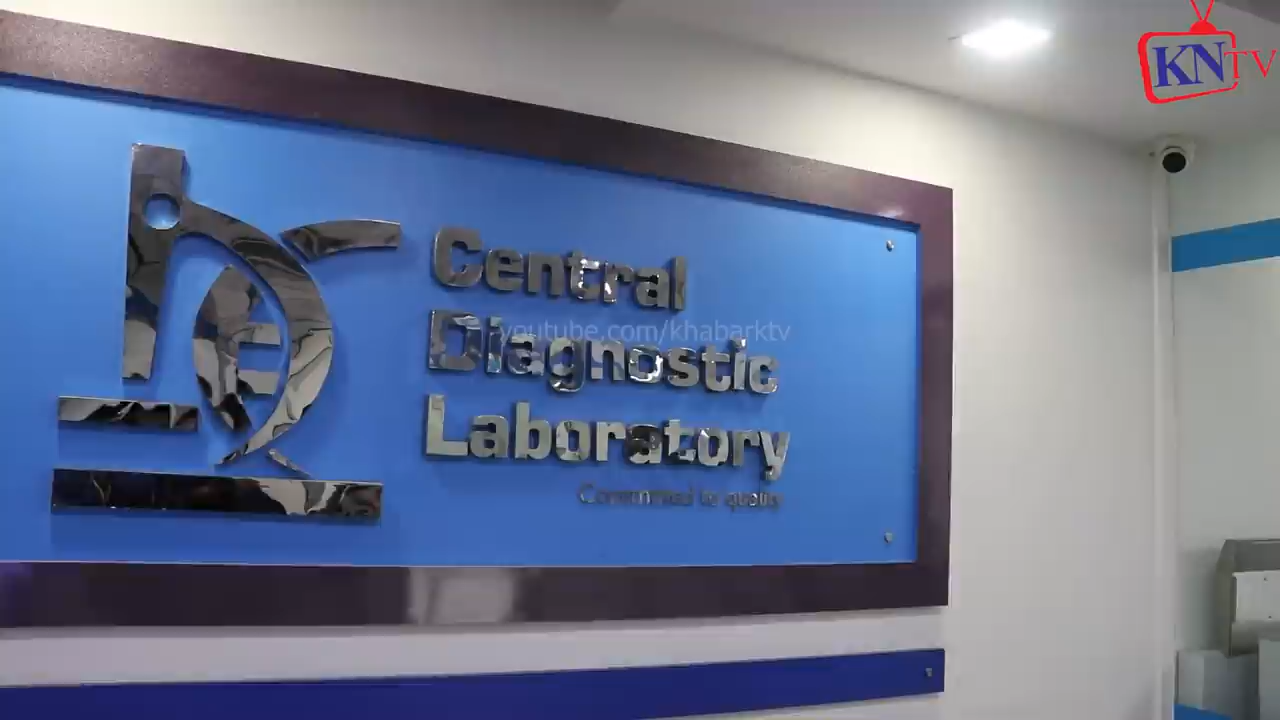 KNTV
Central
youtube.com/khabarktv
Diagnostic
Laboratory
Committed to quality